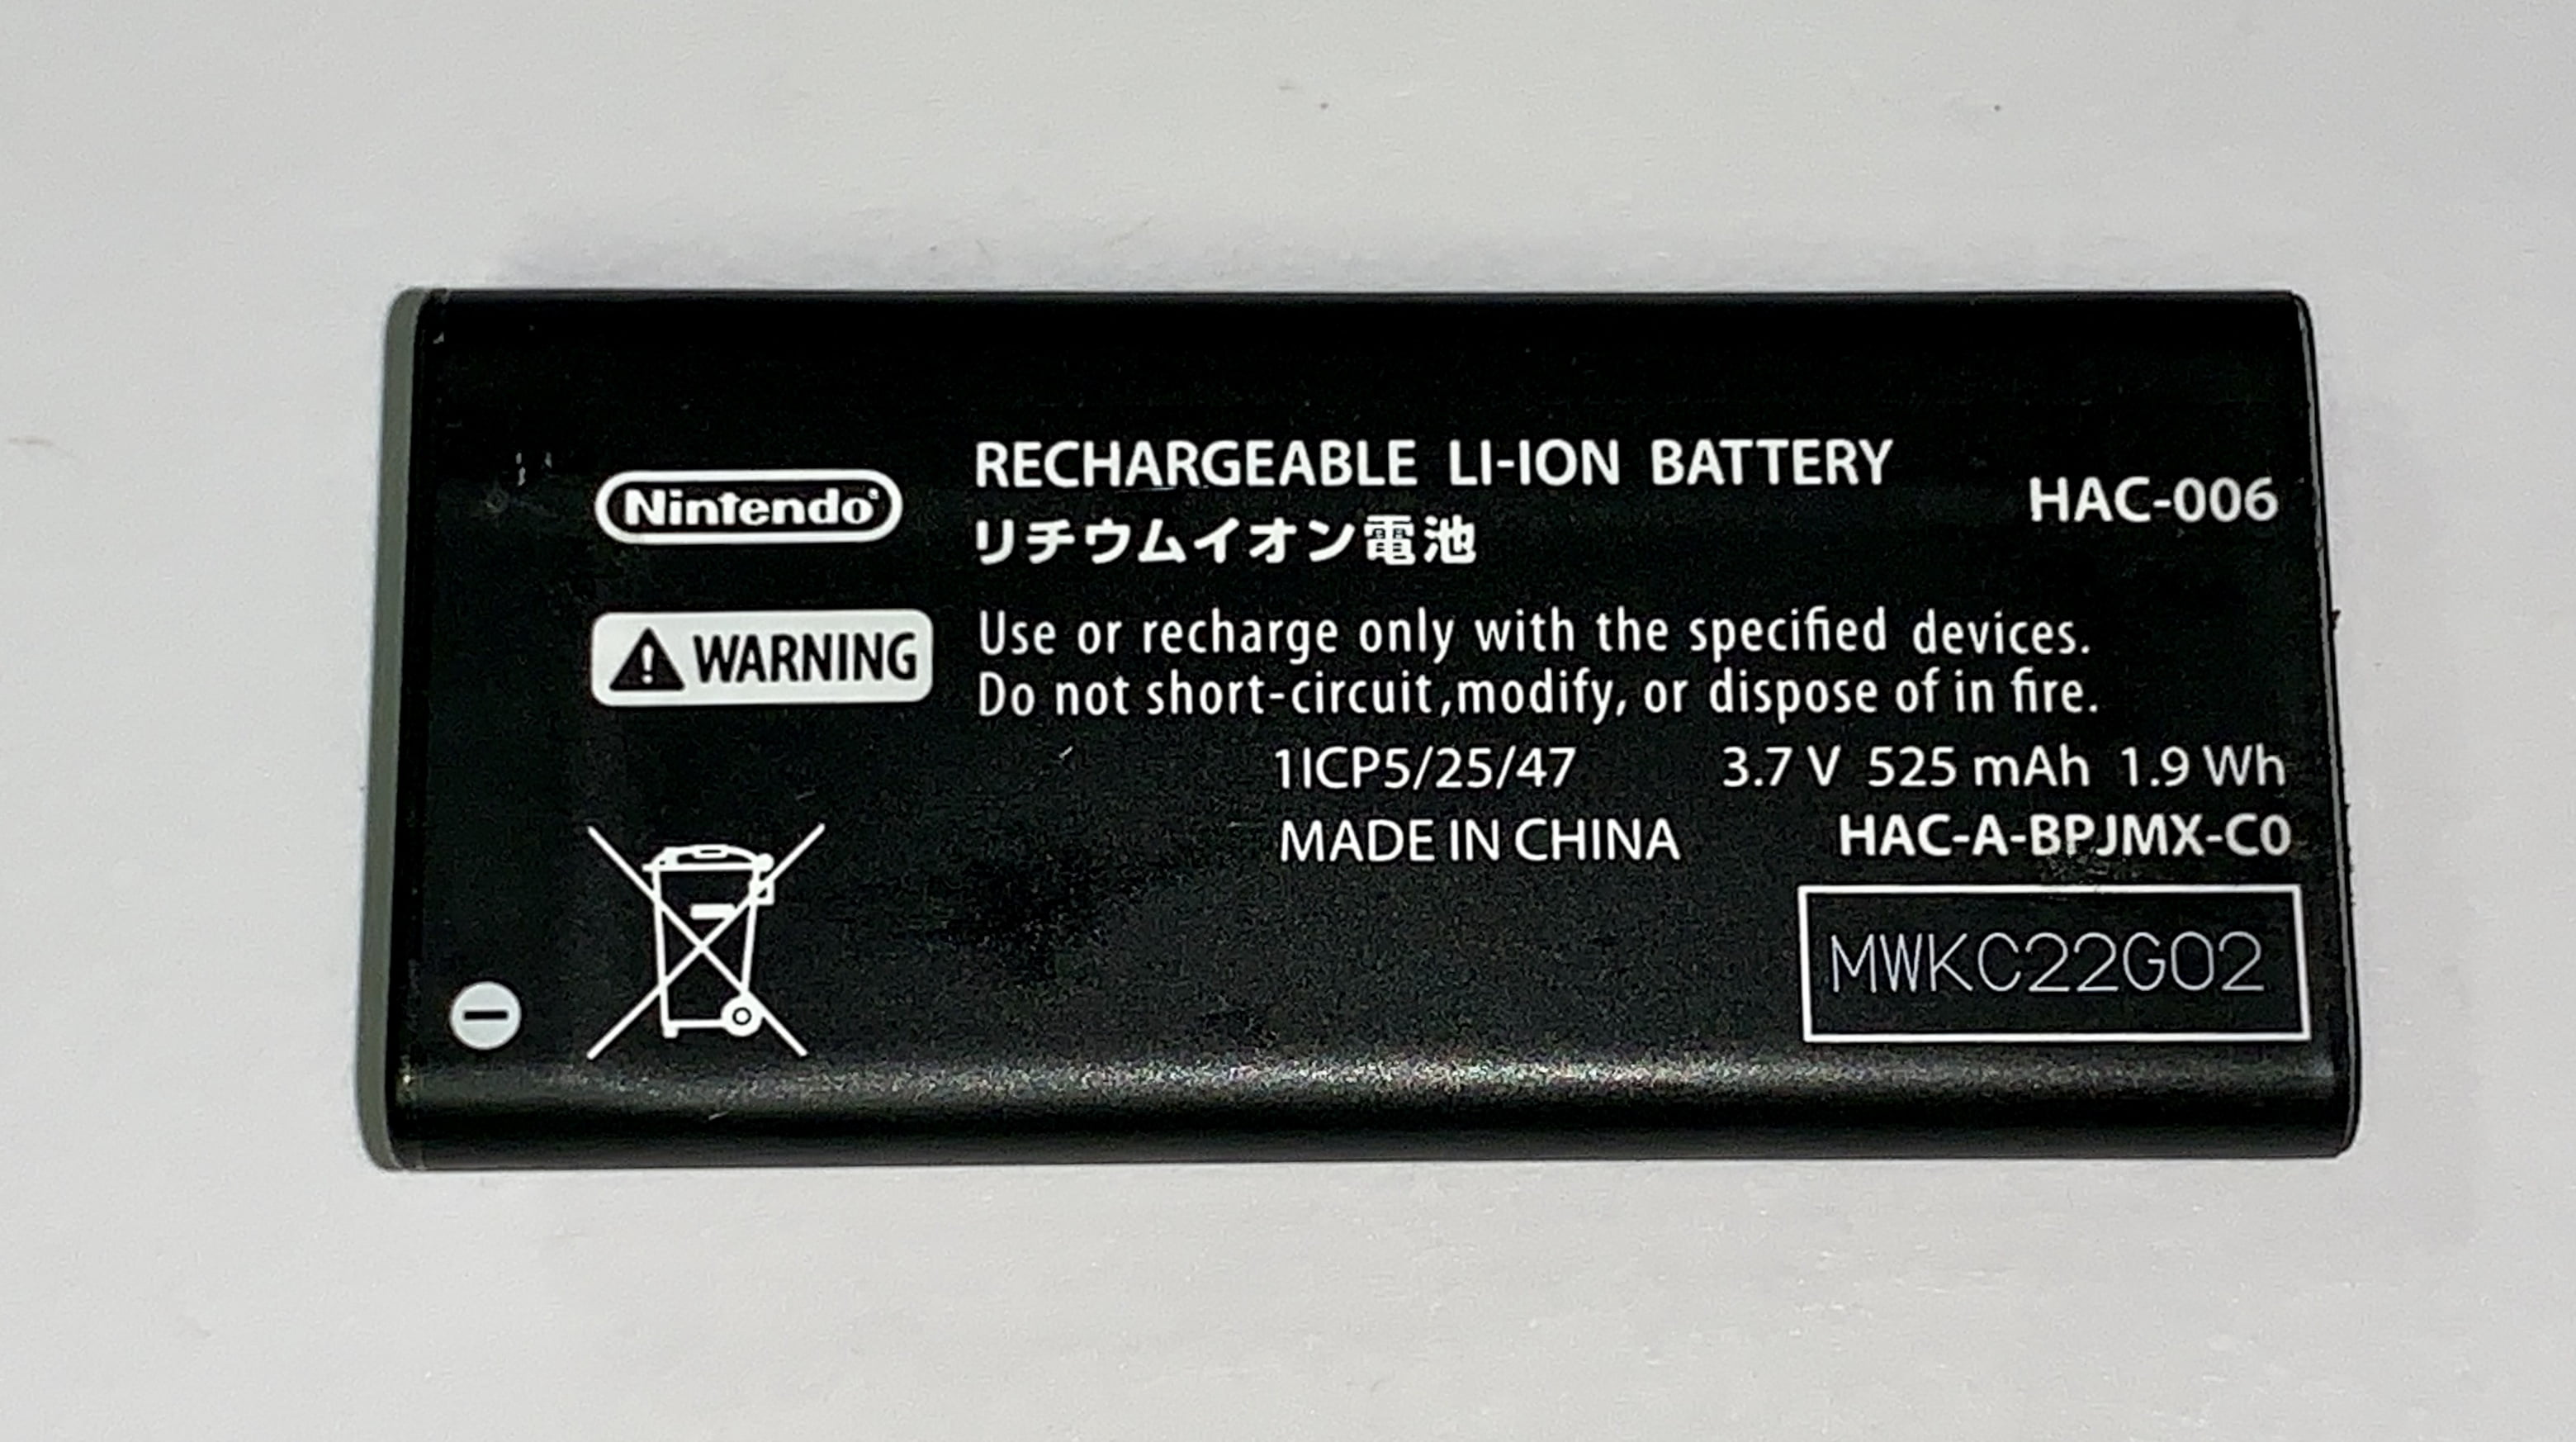 Nintendo®
RECHARGEABLE LI-ION BATTERY
リチウムイオン電池
HAC-006
WARNING
Use or recharge only with the specified devices.
Do not short-circuit,modify, or dispose of in fire.
1ICP5/25/47
3.7 V 525 mAh 1.9 Wh
MADE IN CHINA
HAC-A-BPJMX-C0
MWKC22G02